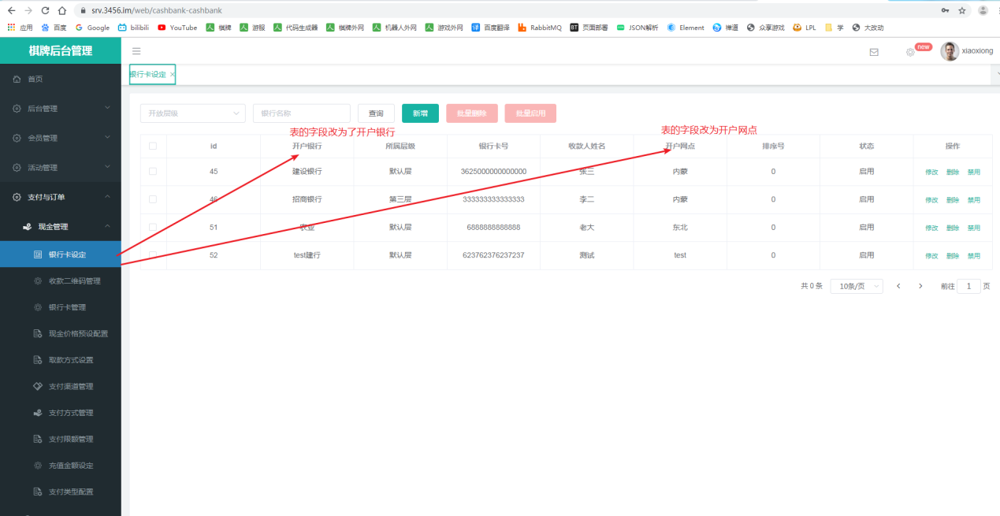 srv.3456.im/web/cashbank-cashbank
应用 百度 Google bilibili YouTube 棋牌 游服 代码生成器 棋牌外网 机器人外网 游戏外网 百度翻译 RabbitMQ 页面部署 JSON解析 Element 禅道 众享游戏 LPL 学 大改动
棋牌后台管理
new xiaoxiong
首页
银行卡设定 ×
后台管理
会员管理
活动管理
支付与订单
现金管理
银行卡设定
收款二维码管理
银行卡管理
现金价格预设配置
取款方式设置
支付渠道管理
支付方式管理
支付限额管理
充值金额设定
支付类型配置
开放层级 银行名称 查询 新增 批量删除 批量启用
表的字段改为了开户银行 表的字段改为开户网点
id 开户银行 所属层级 银行卡号 收款人姓名 开户网点 排序号 状态 操作
45 建设银行 默认层 3625000000000000 张三 内蒙 0 启用 修改 删除 禁用
46 招商银行 第三层 333333333333333 李二 内蒙 0 启用 修改 删除 禁用
51 农业 默认层 6888888888888 老大 东北 0 启用 修改 删除 禁用
52 test建行 默认层 623762376237237 测试 test 0 启用 修改 删除 禁用
共 0 条 10条/页 前往 1 页